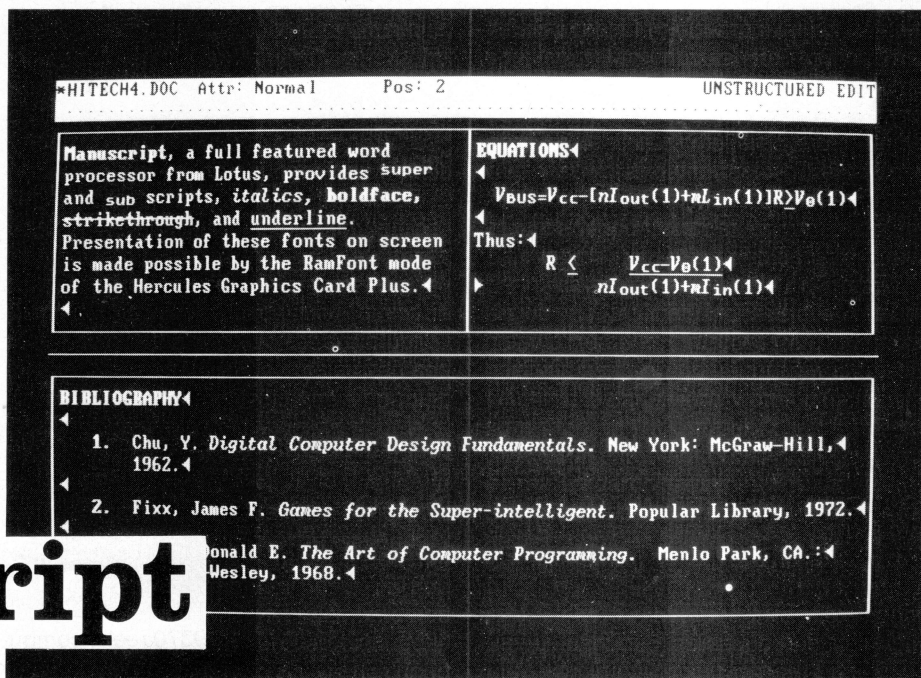 *HITECH4.DOC Attr: Normal Pos: 2 UNSTRUCTURED EDIT
Manuscript, a full featured word
processor from Lotus, provides super
and sub scripts, italics, boldface,
strikethrough, and underline.
Presentation of these fonts on screen
is made possible by the RamFont mode
of the Hercules Graphics Card Plus.
EQUATIONS
VBUS=Vcc-[nIout(1)+mLin(1)]R≥Vθ(1)
Thus:
R ≤ Vcc-Vθ(1)
nIout(1)+mIin(1)
BIBLIOGRAPHY
1. Chu, Y. Digital Computer Design Fundamentals. New York: McGraw-Hill,
1962.
2. Fixx, James F. Games for the Super-intelligent. Popular Library, 1972.
Donald E. The Art of Computer Programming. Menlo Park, CA.:
-Wesley, 1968.
ript